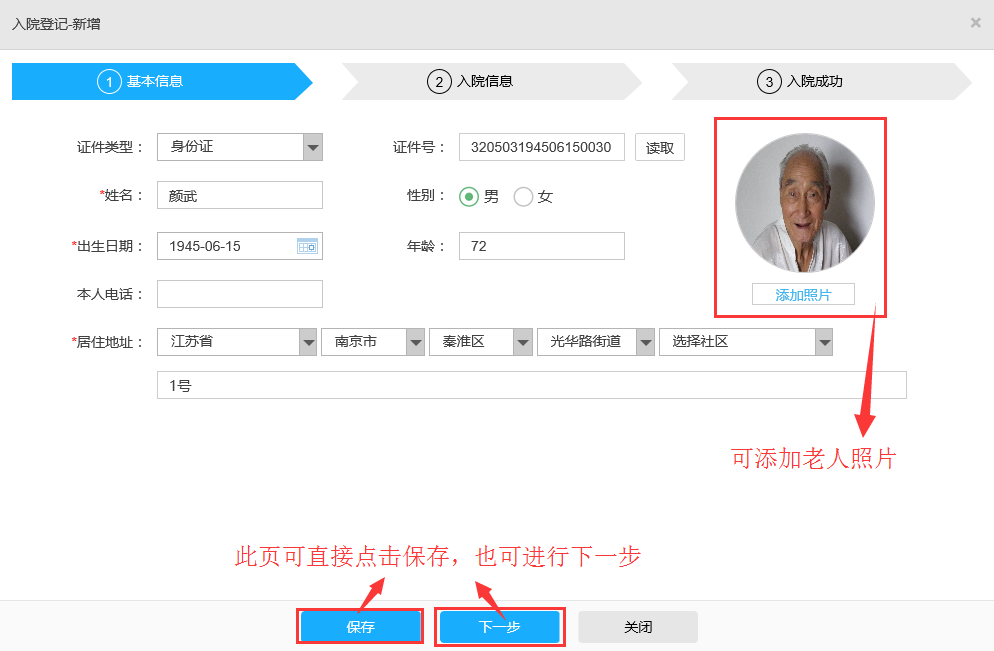 入院登记-新增 ×
1 基本信息 2 入院信息 3 入院成功
证件类型： 身份证 证件号： 320503194506150030 读取
*姓名： 颜武 性别： 男 女
*出生日期： 1945-06-15 年龄： 72
本人电话：
添加照片
*居住地址： 江苏省 南京市 秦淮区 光华路街道 选择社区
1号
可添加老人照片
此页可直接点击保存，也可进行下一步
保存 下一步 关闭